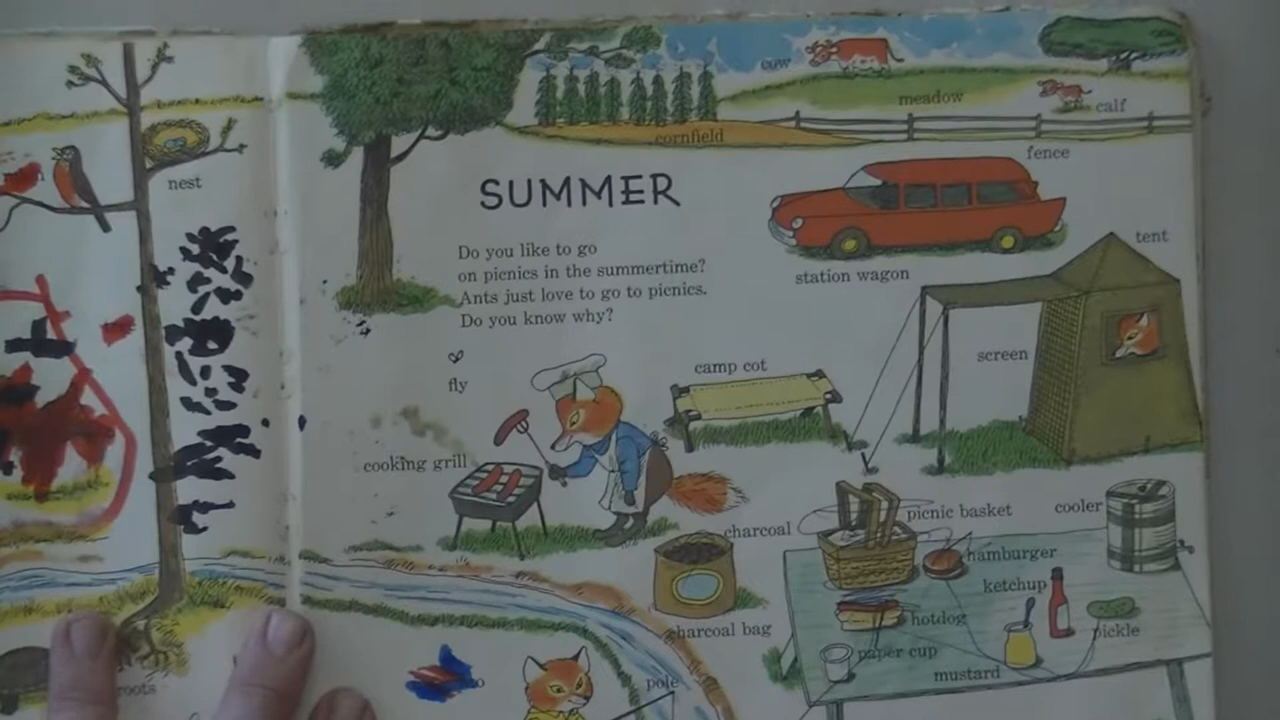 nest
cow
meadow
calf
cornfield
fence
SUMMER
station wagon
tent
Do you like to go
on picnics in the summertime?
Ants just love to go to picnics.
Do you know why?
fly
camp cot
screen
cooking grill
charcoal
picnic basket
cooler
hamburger
ketchup
hotdog
pickle
charcoal bag
paper cup
mustard
roots
pole